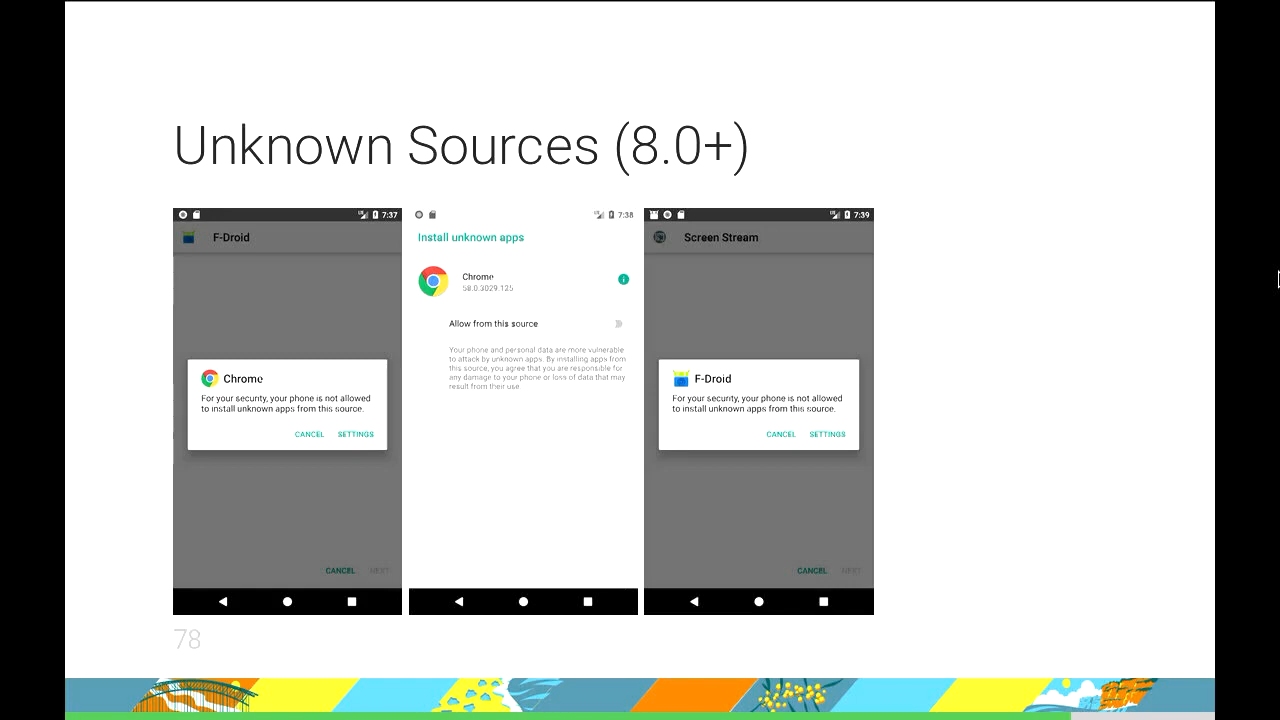 Unknown Sources (8.0+)
7:37
F-Droid
Chrome
For your security, your phone is not allowed
to install unknown apps from this source.
CANCEL SETTINGS
CANCEL NEXT
7:38
Install unknown apps
Chrome
58.0.3029.125
Allow from this source
Your phone and personal data are more vulnerable
to attack by unknown apps. By installing apps from
this source, you agree that you are responsible for
any damage to your phone or loss of data that may
result from their use
7:39
Screen Stream
F-Droid
For your security, your phone is not allowed
to install unknown apps from this source.
CANCEL SETTINGS
CANCEL NEXT
78